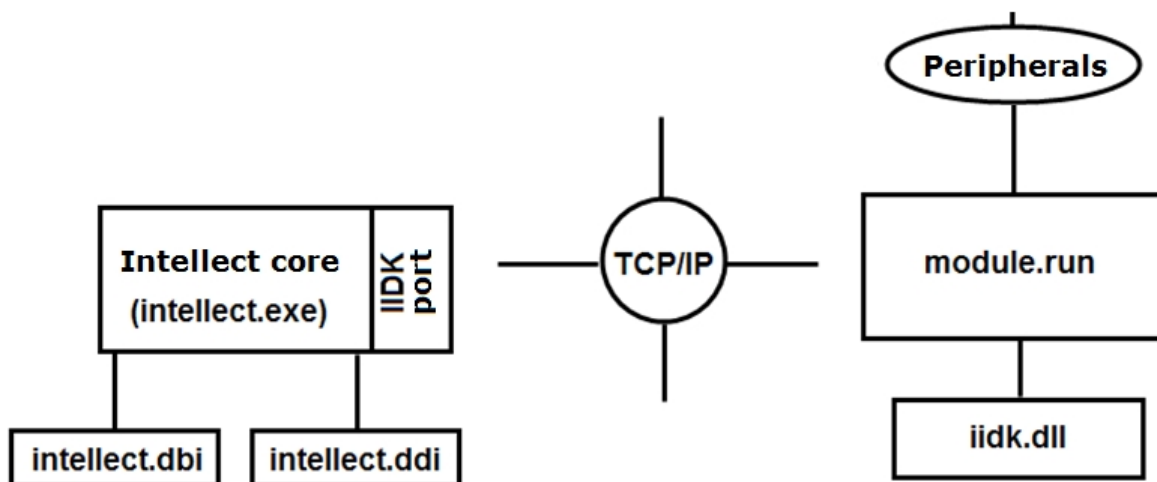 Peripherals
Intellect core
(intellect.exe)
IIDK
port
TCP/IP
module.run
intellect.dbi
intellect.ddi
iidk.dll